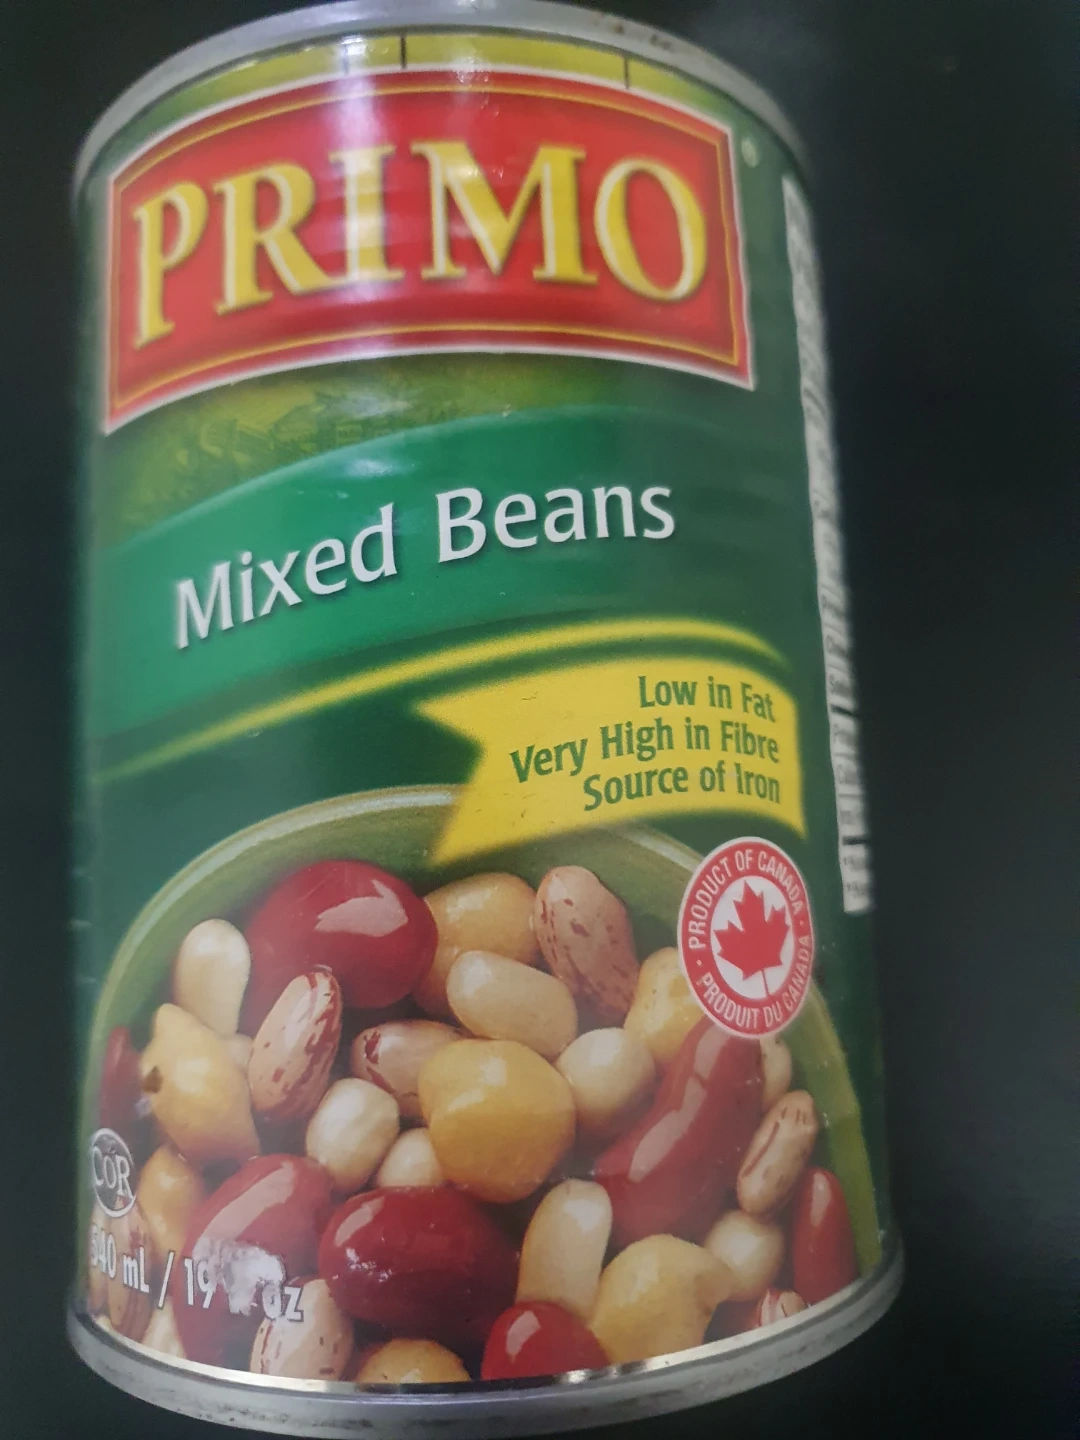 PRIMO
Mixed Beans
Low in Fat
Very High in Fibre
Source of Iron
PRODUCT OF CANADA
PRODUIT DU CANADA
COR
540 mL / 19 oz